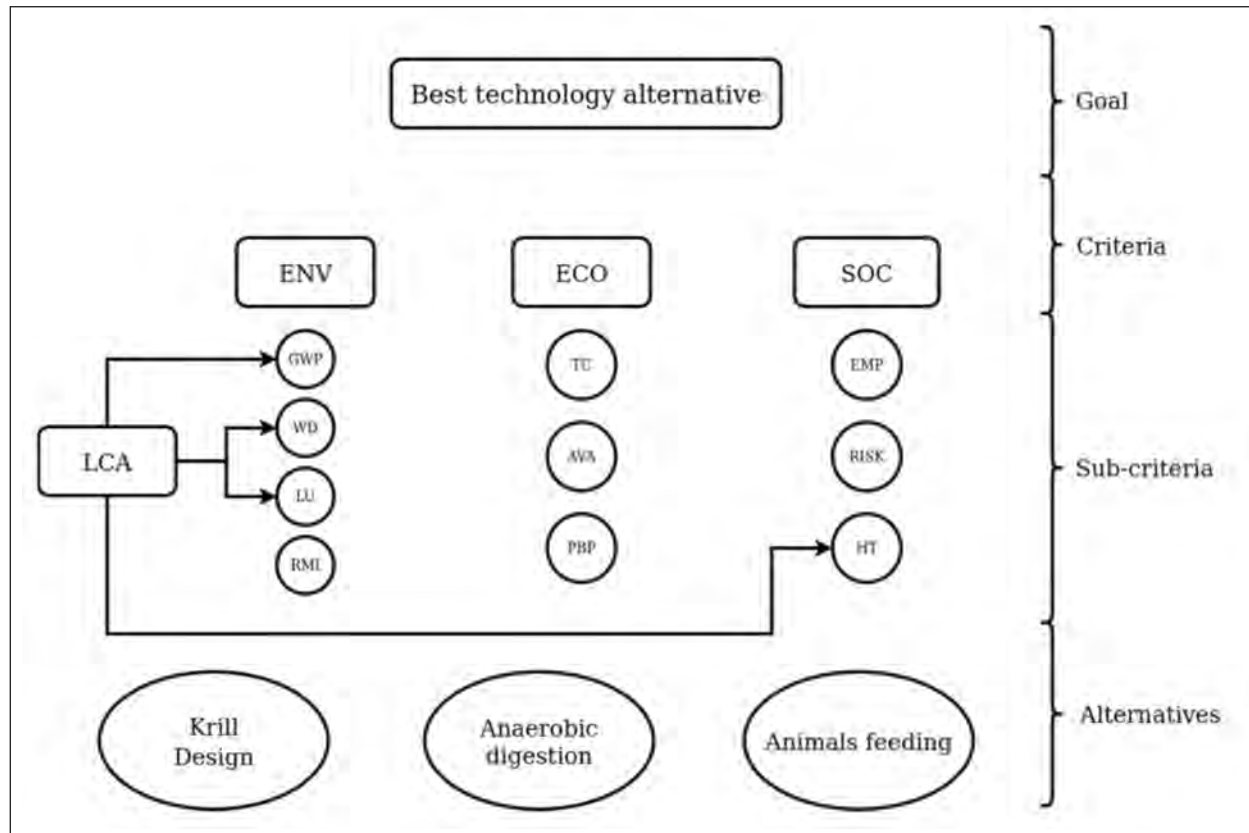 Best technology alternative
Goal
ENV
ECO
SOC
Criteria
GWP
TC
EMP
WD
AVA
RISK
LCA
LU
PBP
HT
RMI
Sub-criteria
Krill
Design
Anaerobic
digestion
Animals feeding
Alternatives